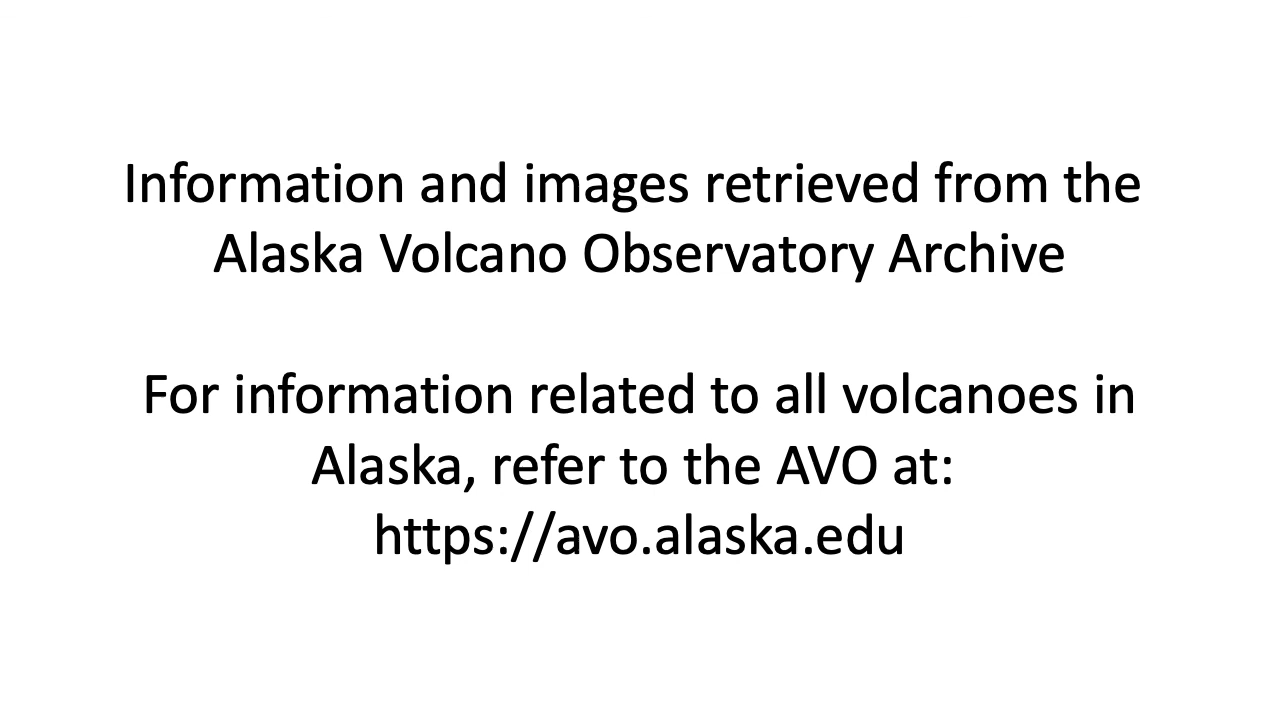 Information and images retrieved from the
Alaska Volcano Observatory Archive
For information related to all volcanoes in
Alaska, refer to the AVO at:
https://avo.alaska.edu